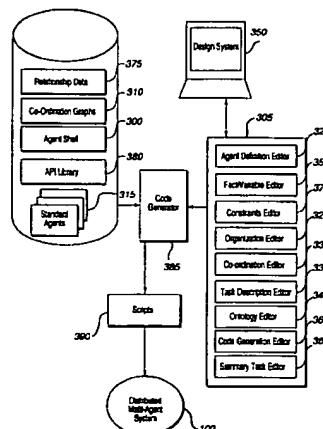 Relationship Data
375
Co-Ordination Graphs
310
Agent Shell
300
API Library
380
Standard
Agents
315
Design System
350
305
Agent Definition Editor
Fact/Variable Editor
Constraints Editor
Organization Editor
Co-ordination Editor
Task Description Editor
Ontology Editor
Code Generation Editor
Summary Task Editor
Code
Generator
385
Scripts
390
Distributed
Multi-Agent
System
100